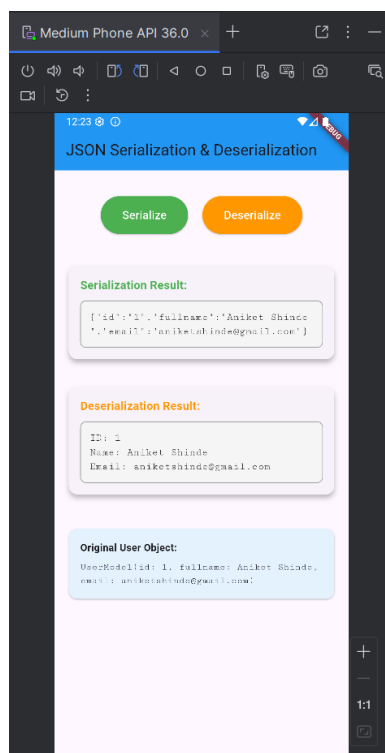 Medium Phone API 36.0
12:23
DEBUG
JSON Serialization & Deserialization
Serialize
Deserialize
Serialization Result:
{"id":"1","fullname":"Aniket Shinde
","email":"aniketshinde@gmail.com"}
Deserialization Result:
ID: 1
Name: Aniket Shinde
Email: aniketshinde@gmail.com
Original User Object:
UserModel{id: 1, fullname: Aniket Shinde,
email: aniketshinde@gmail.com}
1:1